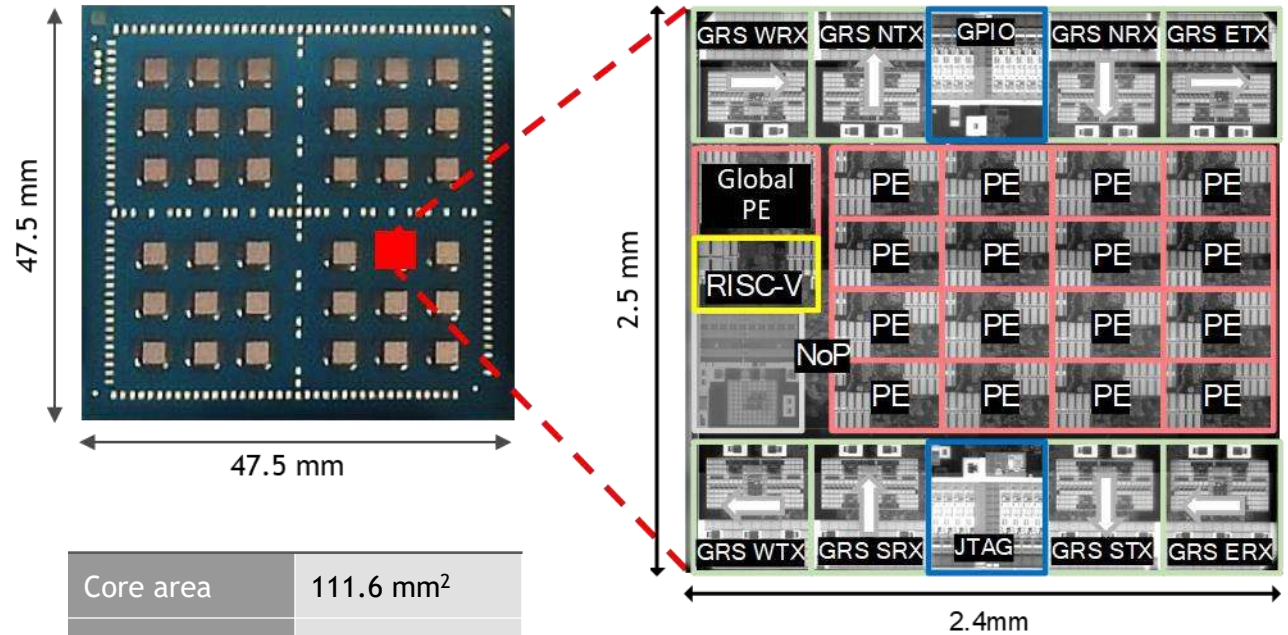 47.5 mm
47.5 mm
Core area 111.6 mm²
GRS WRX GRS NTX GPIO GRS NRX GRS ETX
Global
PE
PE PE PE PE
RISC-V
PE PE PE PE
NoP
PE PE PE PE
PE PE PE PE
GRS WTX GRS SRX JTAG GRS STX GRS ERX
2.5 mm
2.4mm